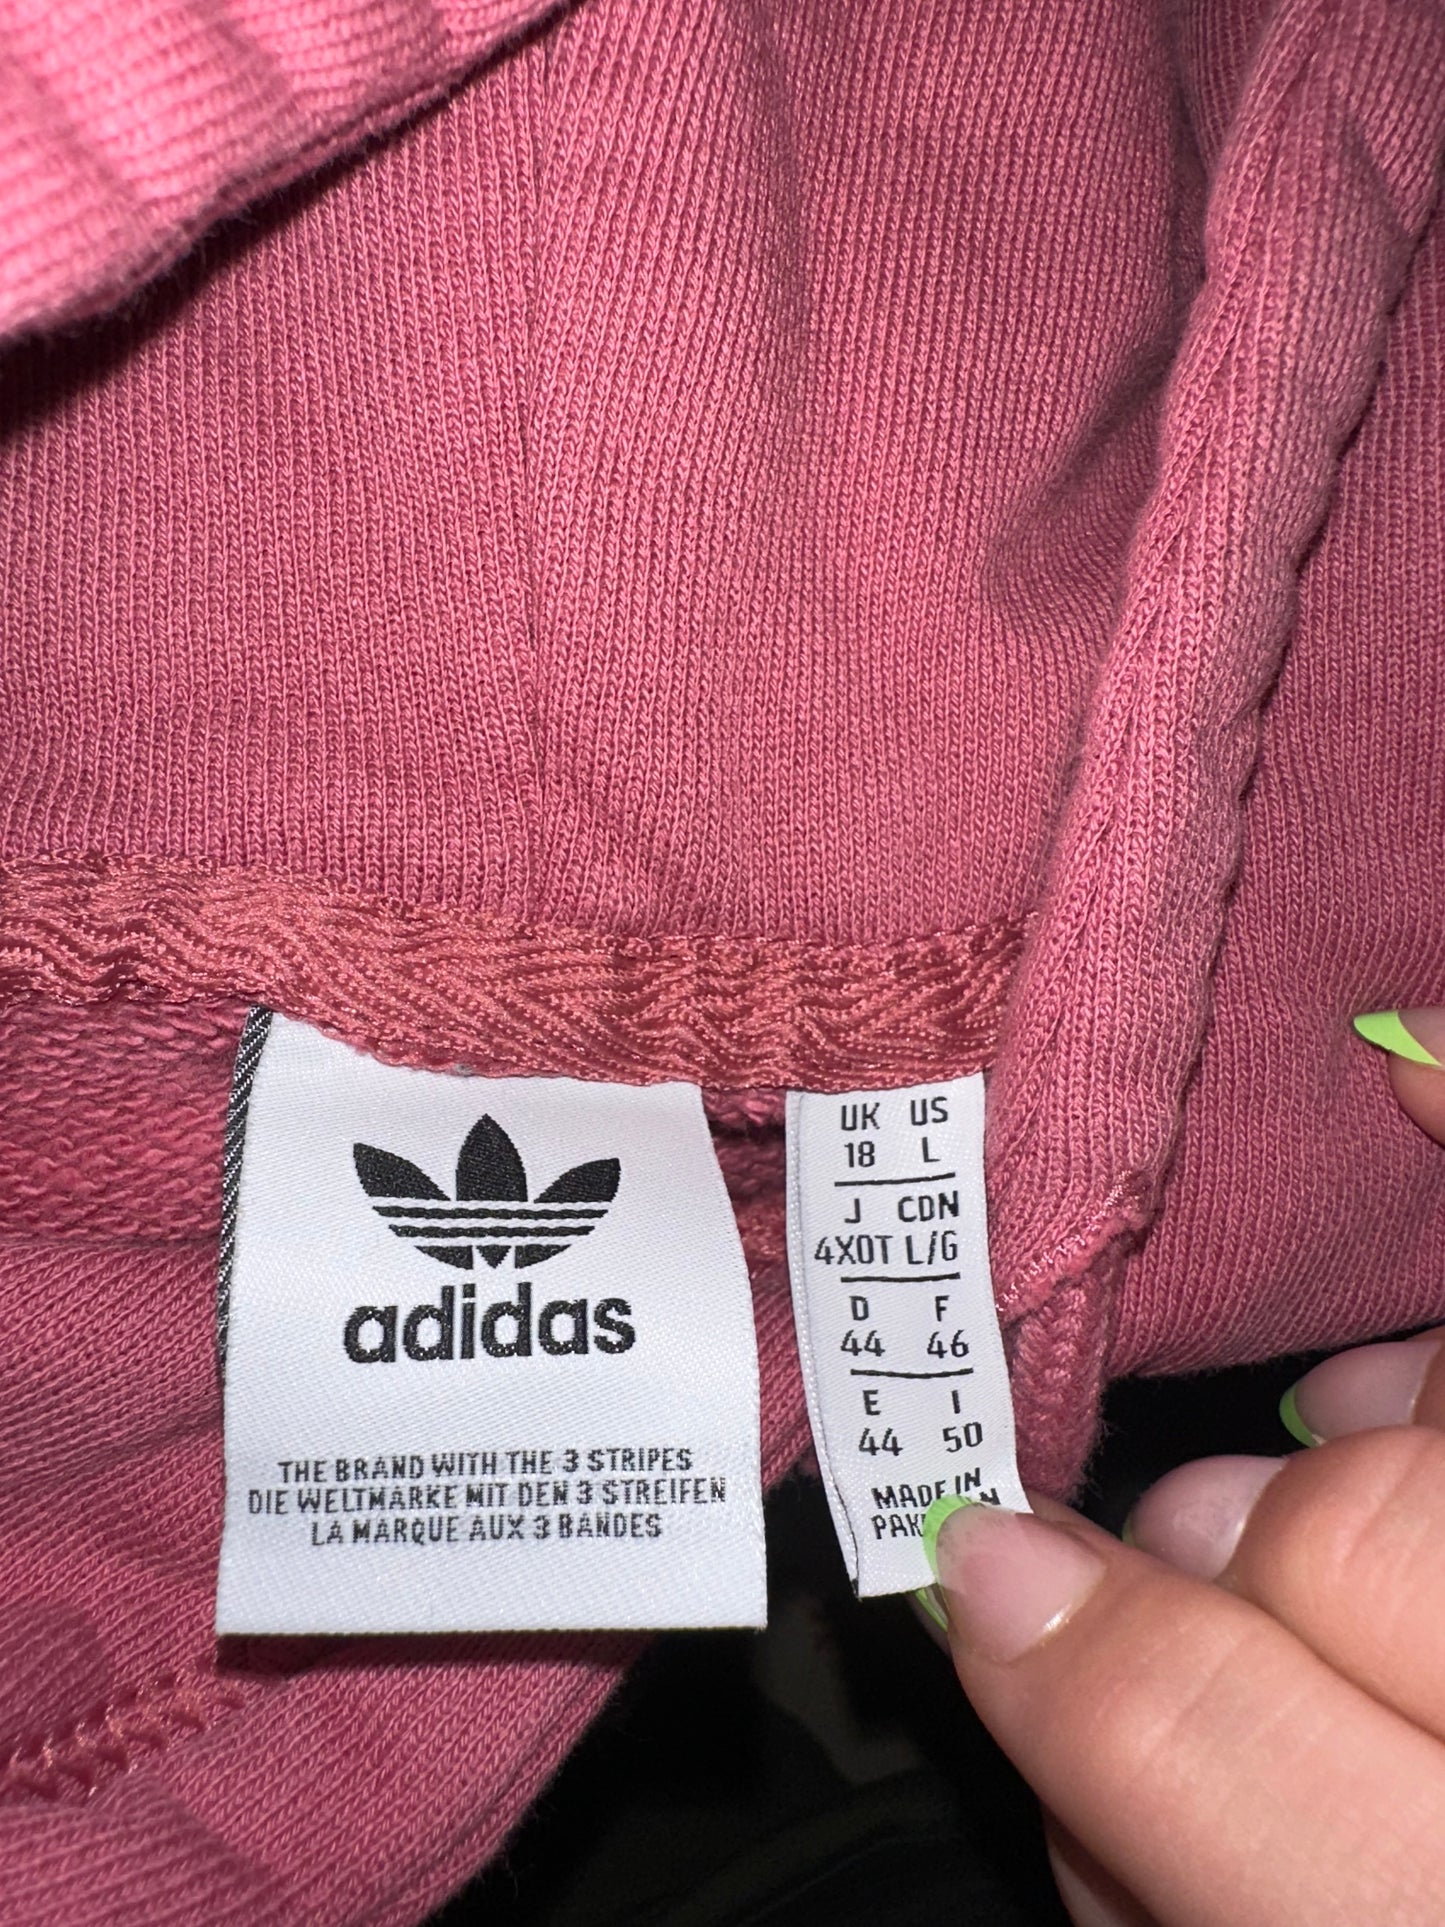 adidas
THE BRAND WITH THE 3 STRIPES
DIE WELTMARKE MIT DEN 3 STREIFEN
LA MARQUE AUX 3 BANDES
UK US
18 L
J CDN
4XOT L/G
D F
44 46
E I
44 50
MADE IN